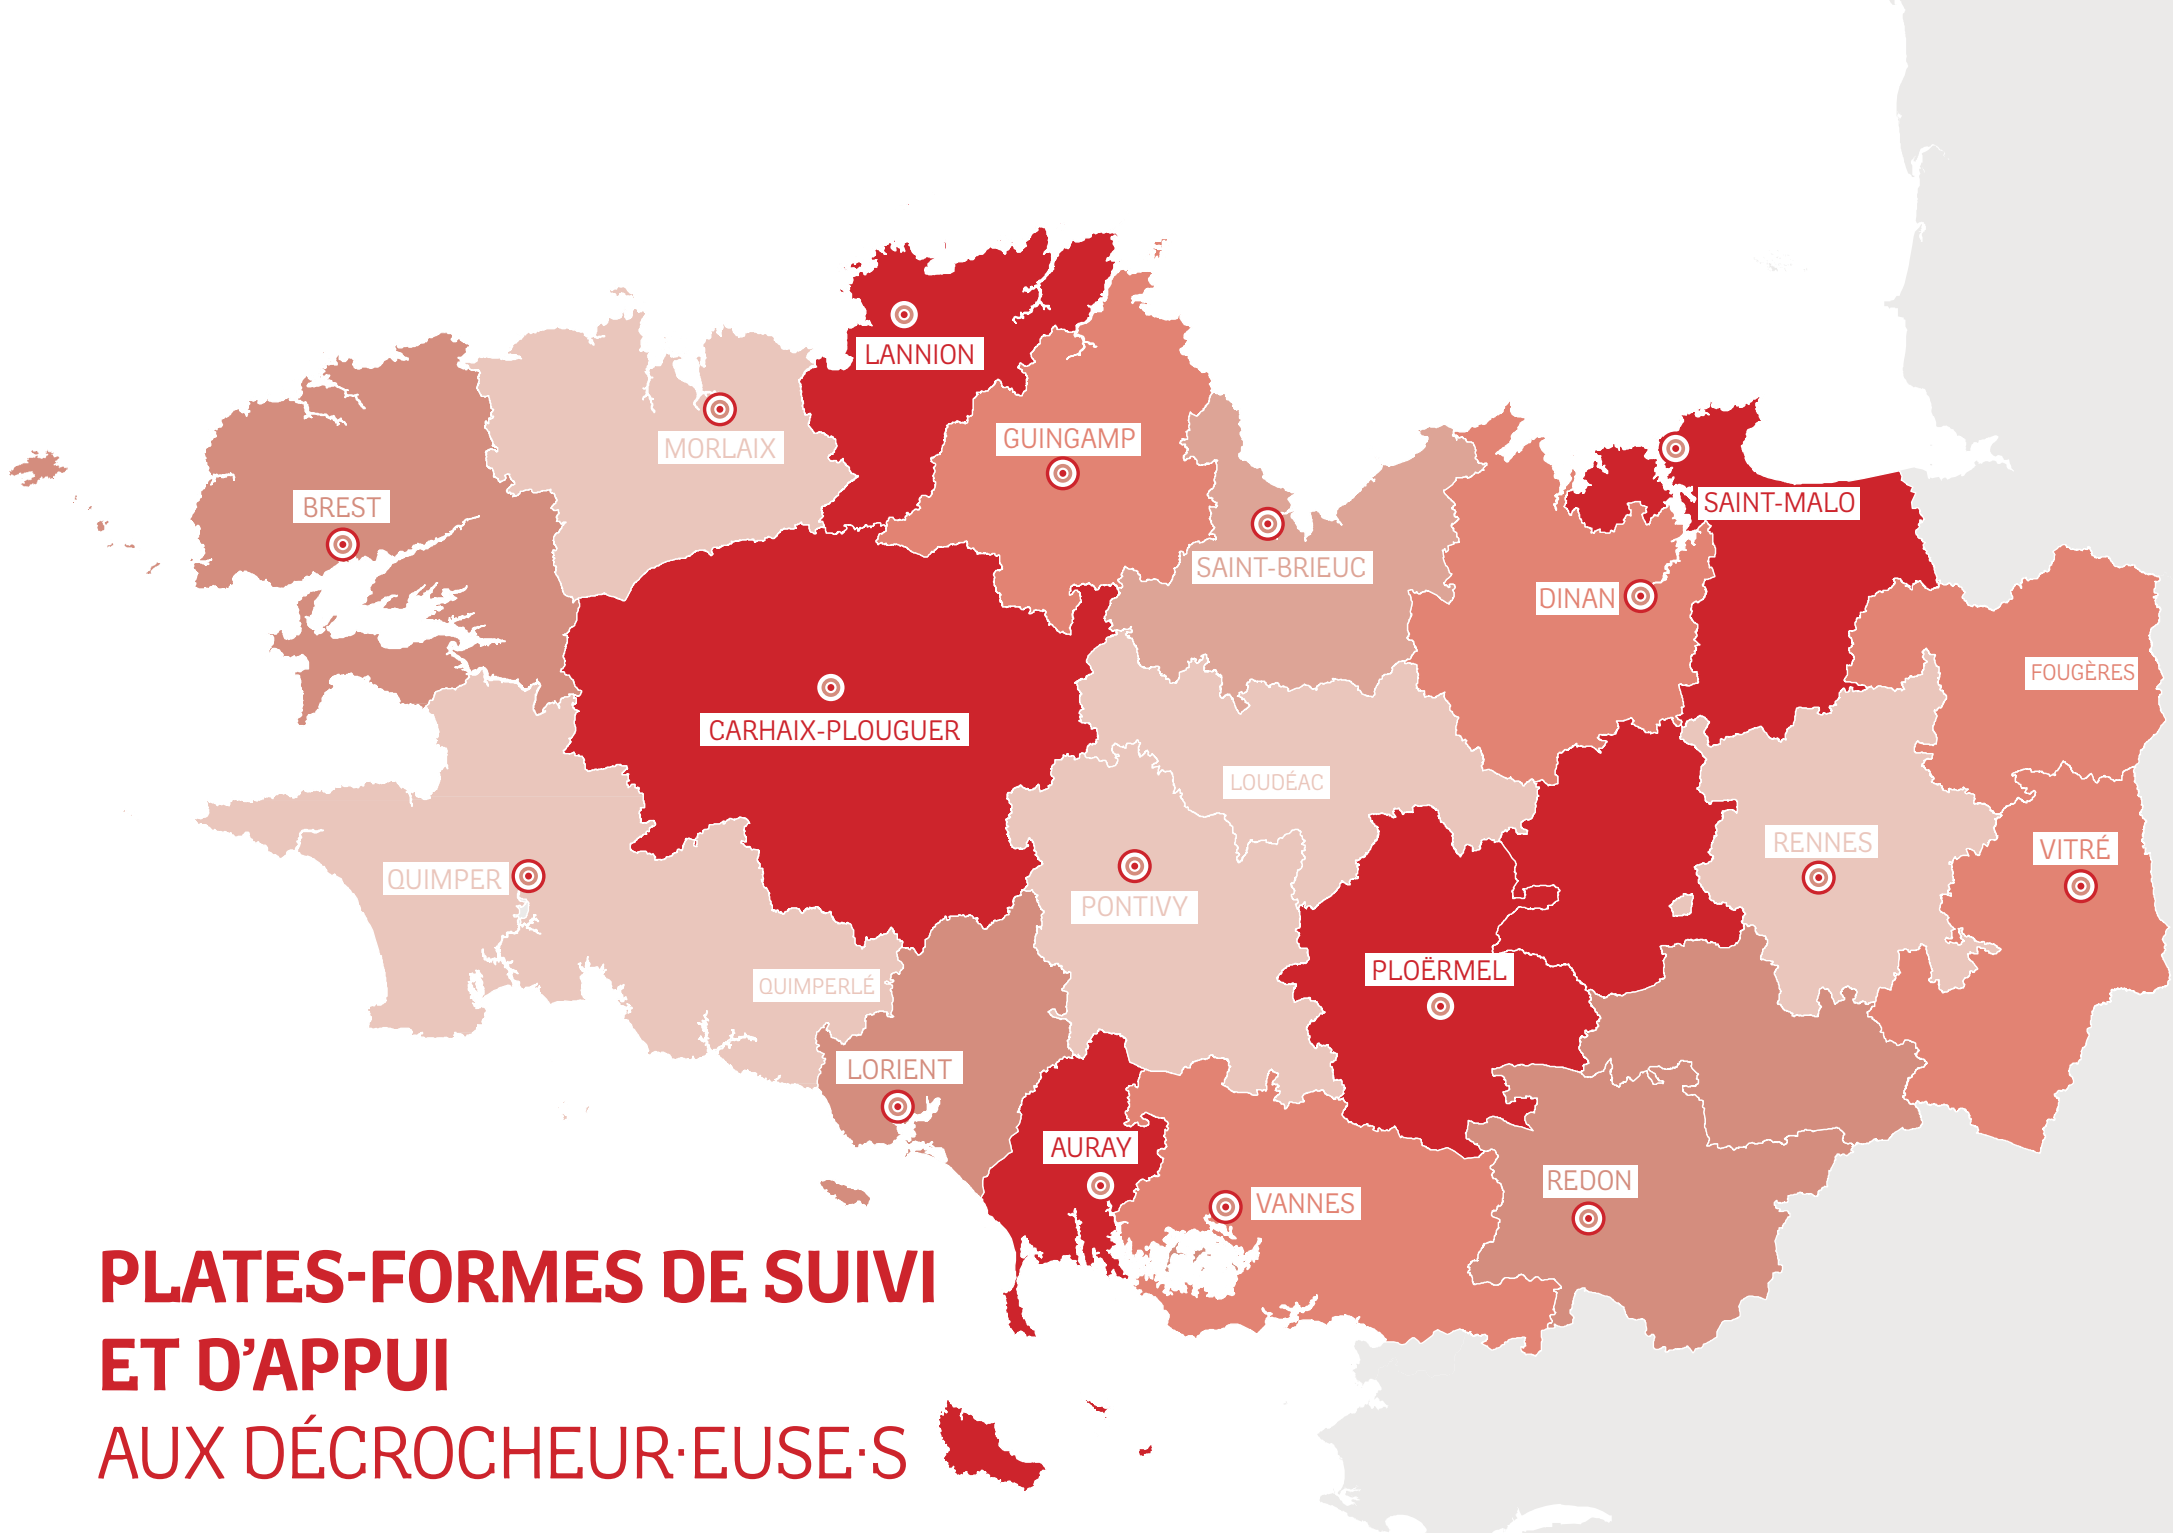 LANNION
GUINGAMP
MORLAIX
BREST
SAINT-MALO
SAINT-BRIEUC
DINAN
FOUGÈRES
CARHAIX-PLOUGUER
LOUDÉAC
RENNES
VITRÉ
QUIMPER
PONTIVY
PLOËRMEL
QUIMPERLÉ
LORIENT
AURAY
REDON
VANNES
PLATES-FORMES DE SUIVI
ET D’APPUI
AUX DÉCROCHEUR·EUSE·S